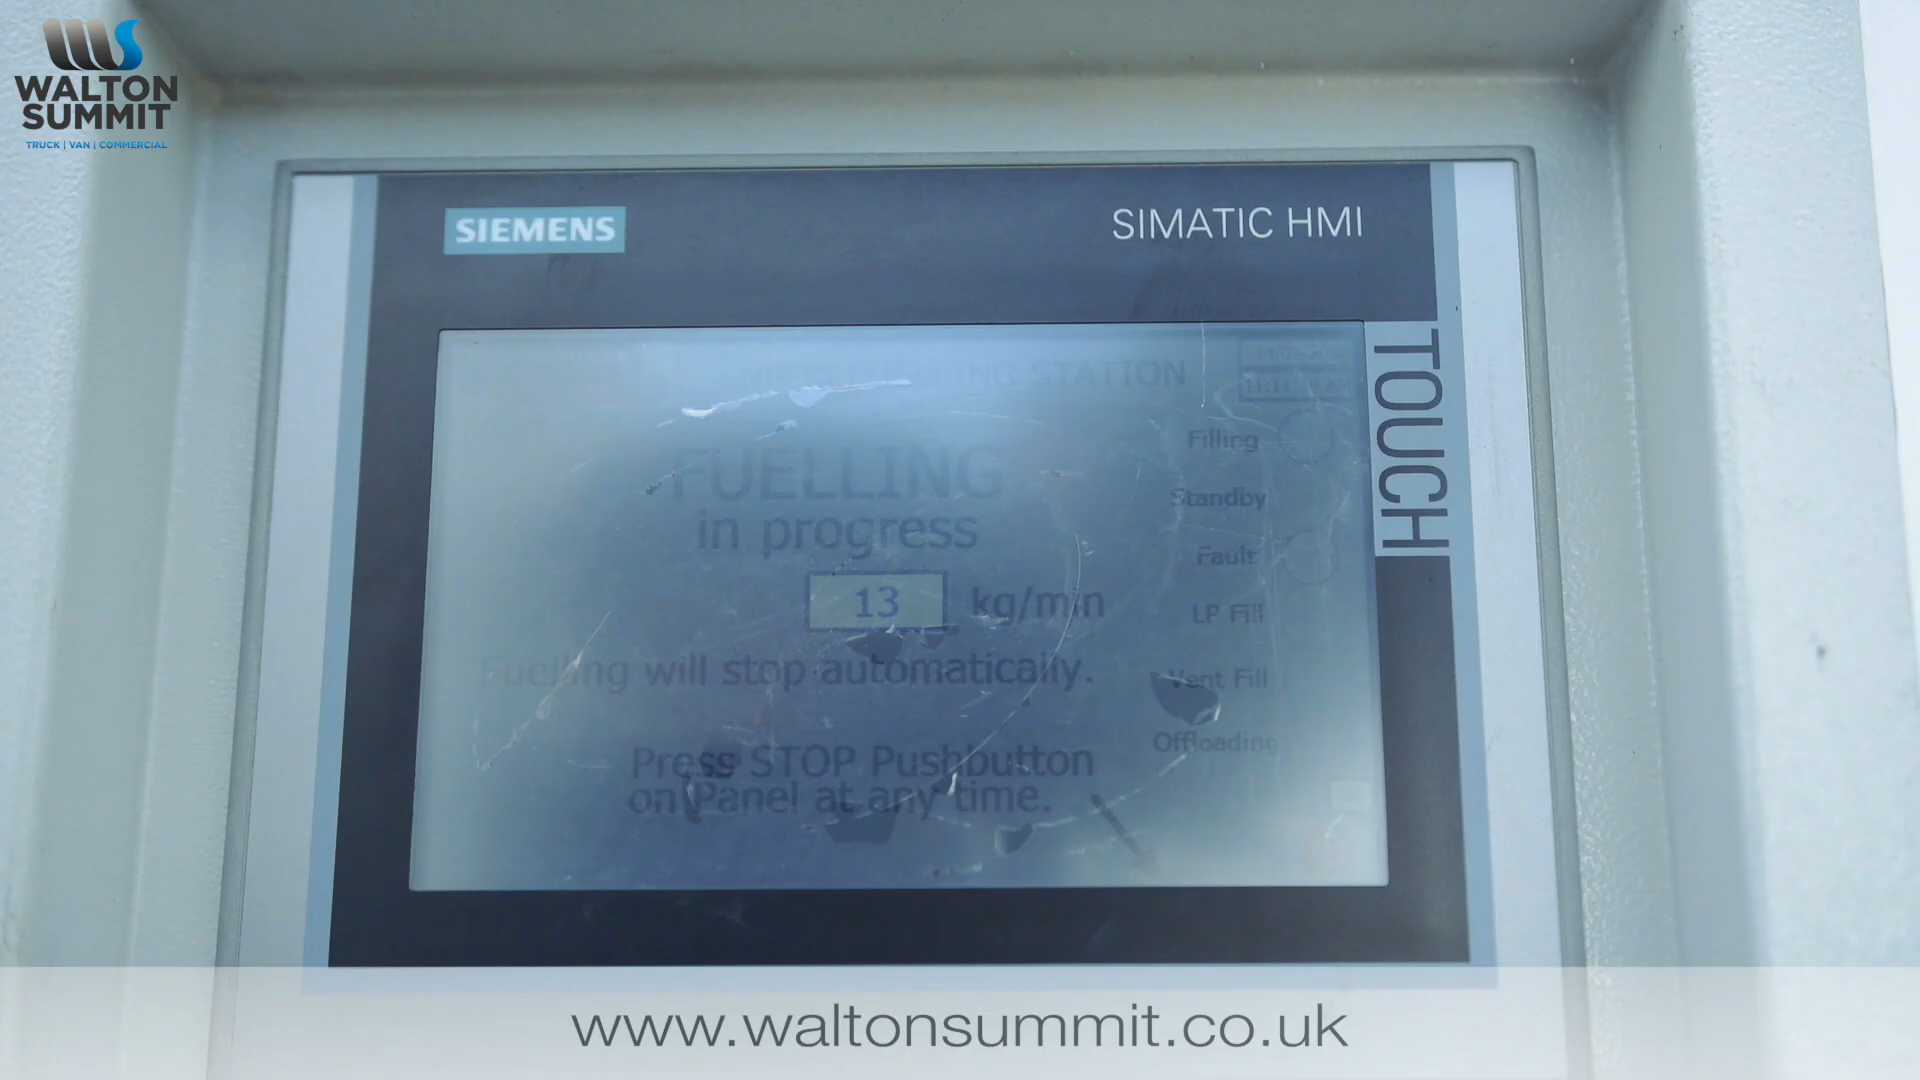 WALTON
SUMMIT
TRUCK | VAN | COMMERCIAL
SIEMENS
SIMATIC HMI
TOUCH
STATION
FUELLING
in progress
13 kg/min
Fuelling will stop automatically.
Press STOP Pushbutton
on Panel at any time.
Filling
Standby
Fault
LP Fill
Vent Fill
Offloading
www.waltonsummit.co.uk